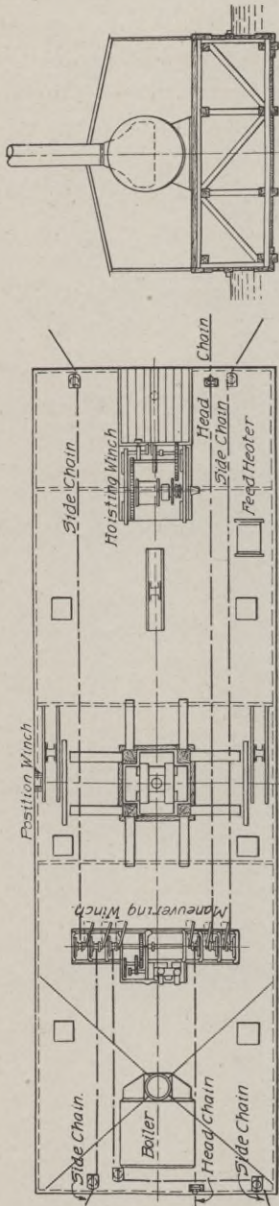 Side Chain
Hoisting Winch
Head
Chain
Side Chain
Feed Heater
Position Winch
Maneuvering Winch
Side Chain
Boiler
Head Chain
Side Chain